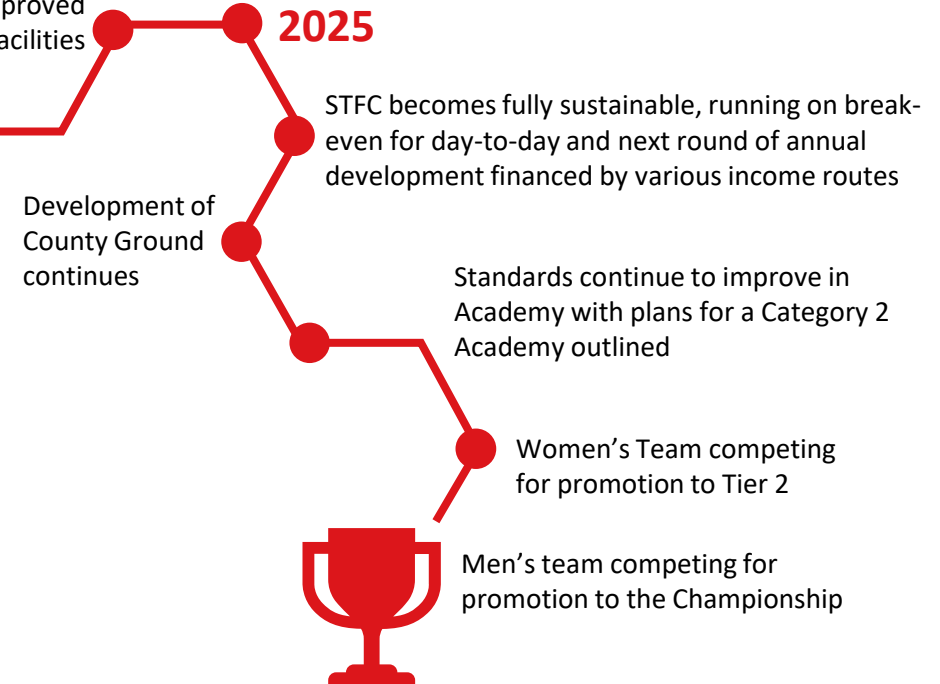 facilities
2025
STFC becomes fully sustainable, running on break-
even for day-to-day and next round of annual
development financed by various income routes
Development of
County Ground
continues
Standards continue to improve in
Academy with plans for a Category 2
Academy outlined
Women’s Team competing
for promotion to Tier 2
Men’s team competing for
promotion to the Championship